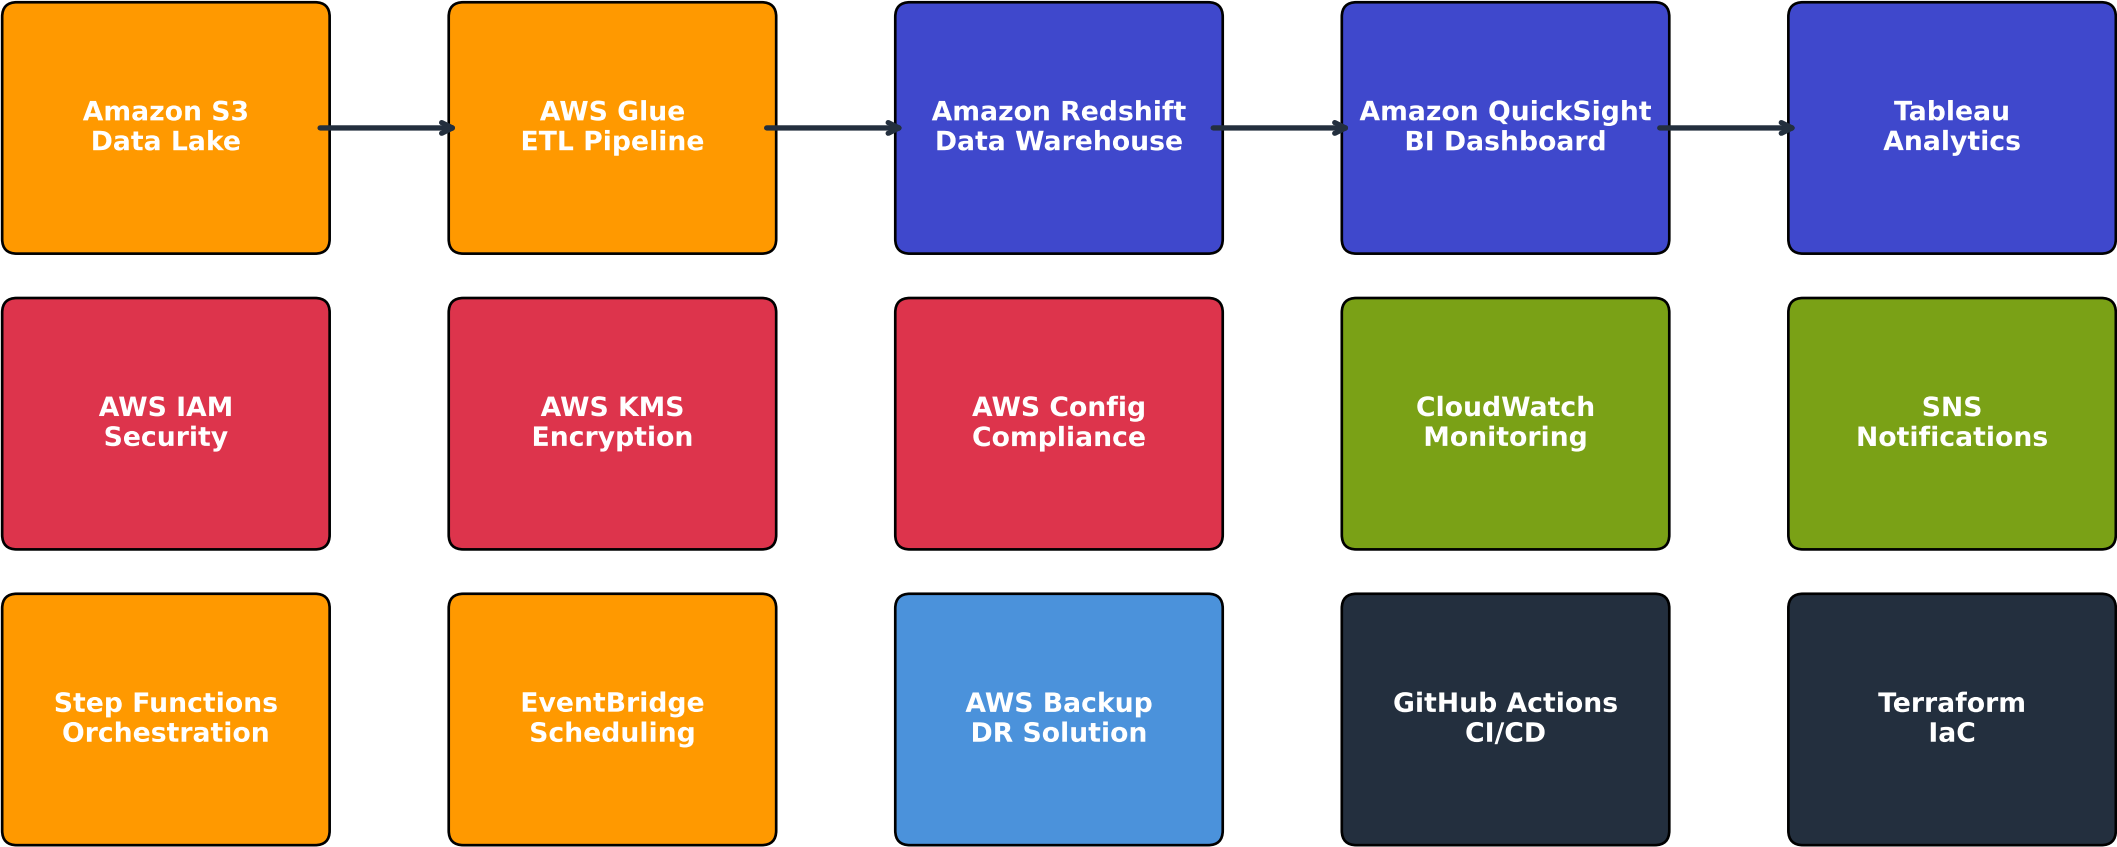 Amazon S3
Data Lake
AWS Glue
ETL Pipeline
Amazon Redshift
Data Warehouse
Amazon QuickSight
BI Dashboard
Tableau
Analytics
AWS IAM
Security
AWS KMS
Encryption
AWS Config
Compliance
CloudWatch
Monitoring
SNS
Notifications
Step Functions
Orchestration
EventBridge
Scheduling
AWS Backup
DR Solution
GitHub Actions
CI/CD
Terraform
IaC